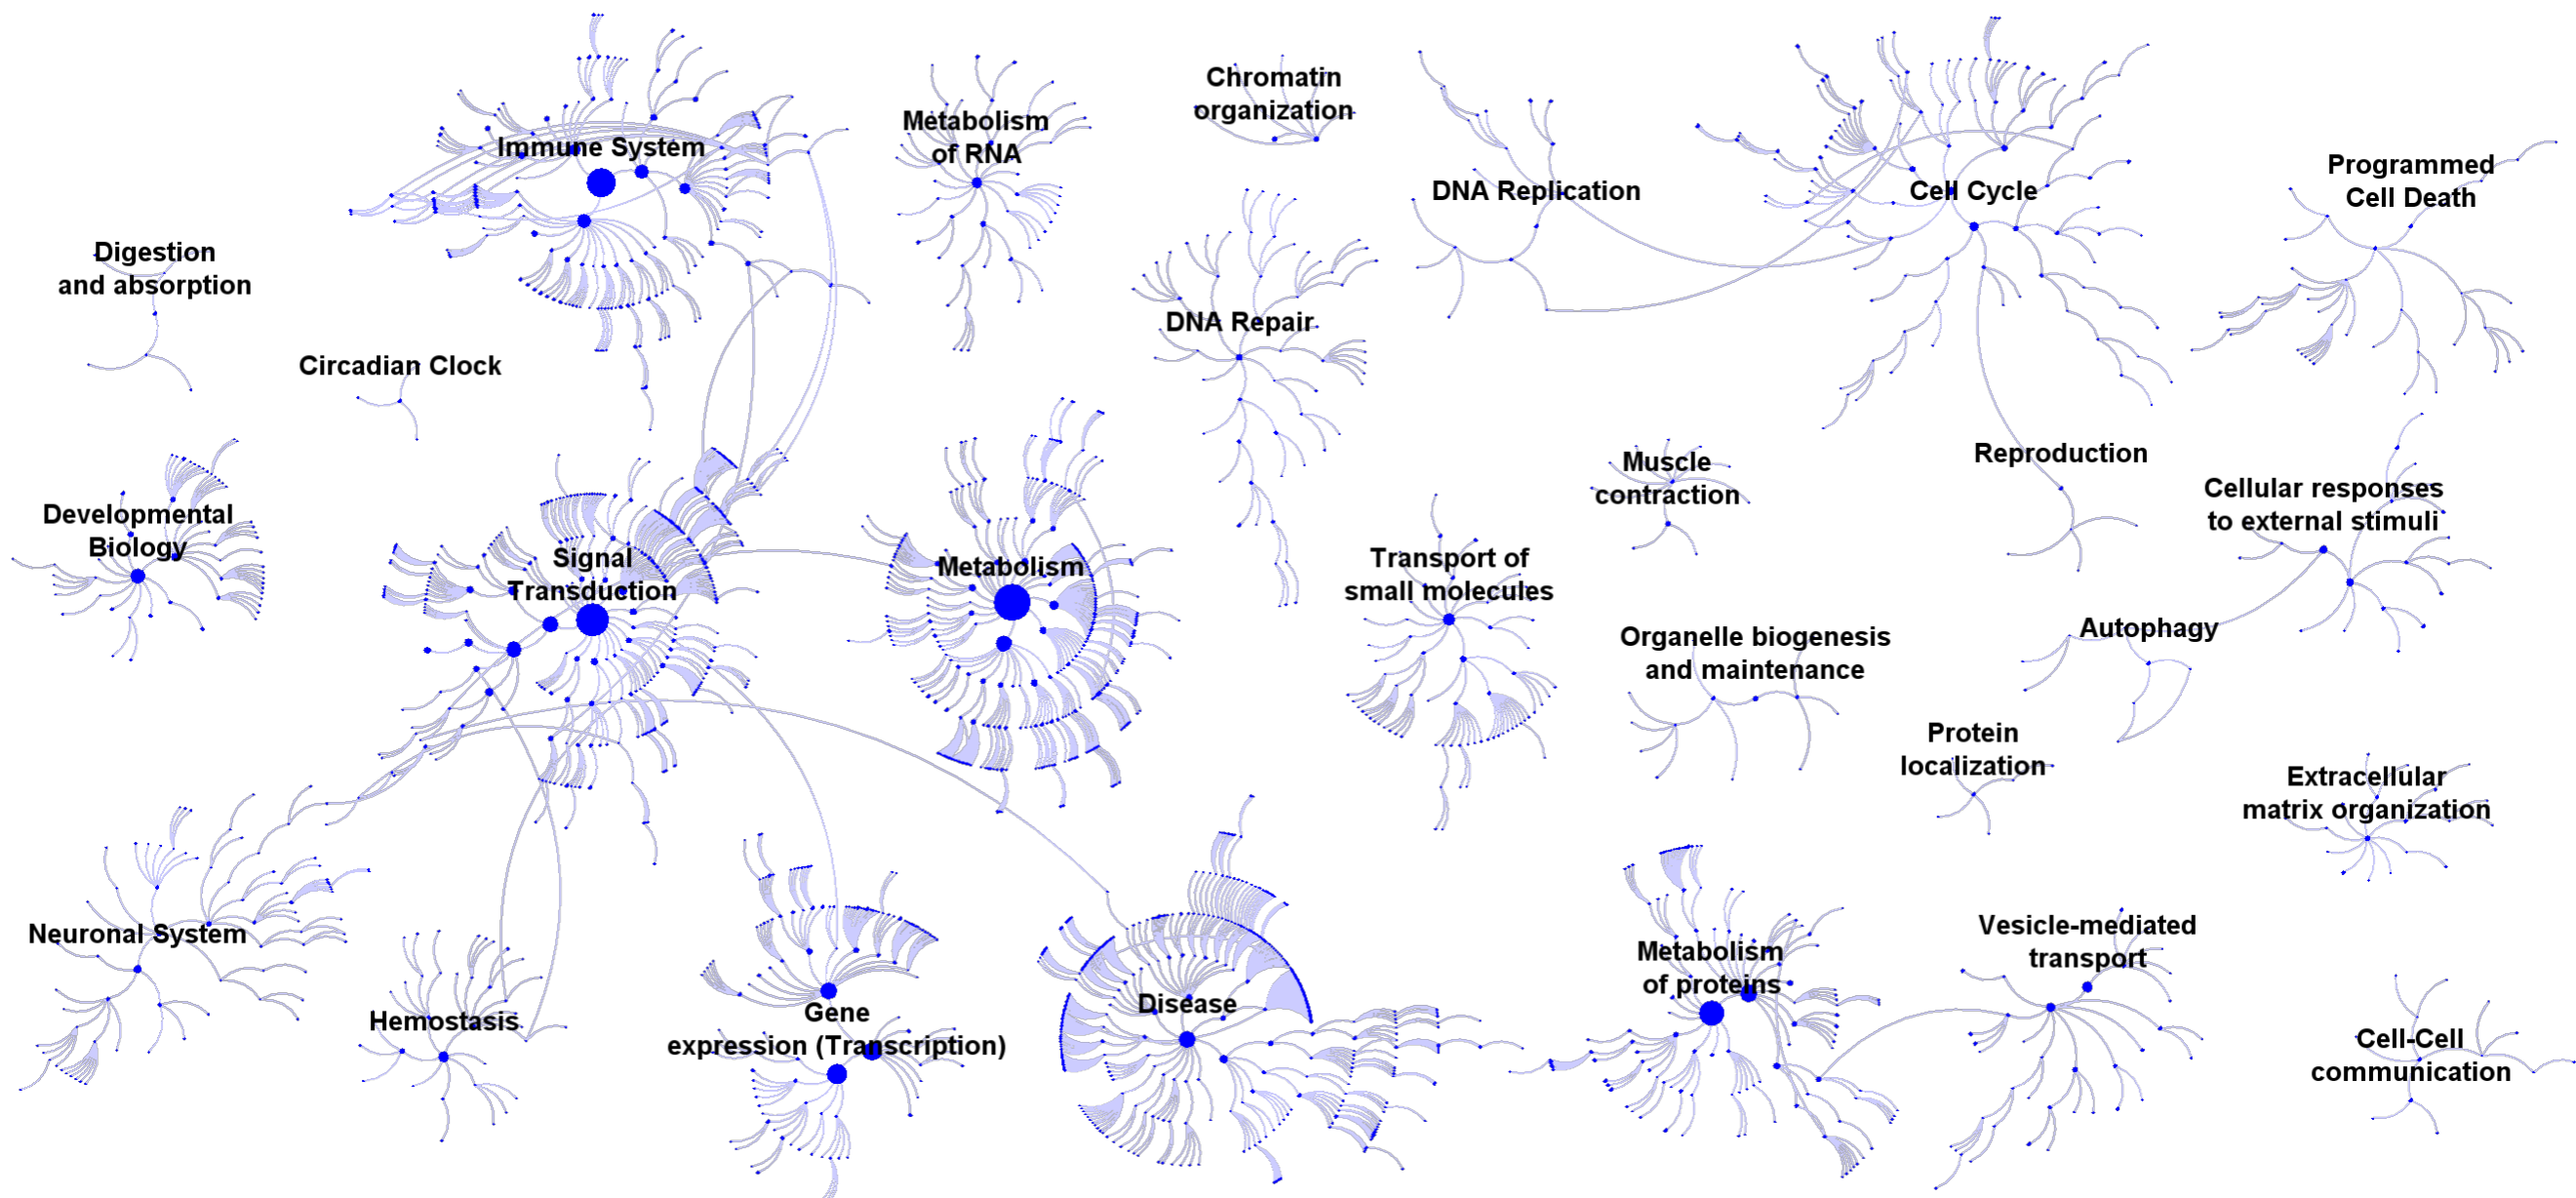 Chromatin
organization
Metabolism
of RNA
Immune System
DNA Replication
Cell Cycle
Programmed
Cell Death
Digestion
and absorption
DNA Repair
Circadian Clock
Muscle
contraction
Reproduction
Cellular responses
to external stimuli
Developmental
Biology
Signal
Transduction
Metabolism
Transport of
small molecules
Organelle biogenesis
and maintenance
Autophagy
Protein
localization
Extracellular
matrix organization
Neuronal System
Hemostasis
Gene
expression (Transcription)
Disease
Metabolism
of proteins
Vesicle-mediated
transport
Cell-Cell
communication